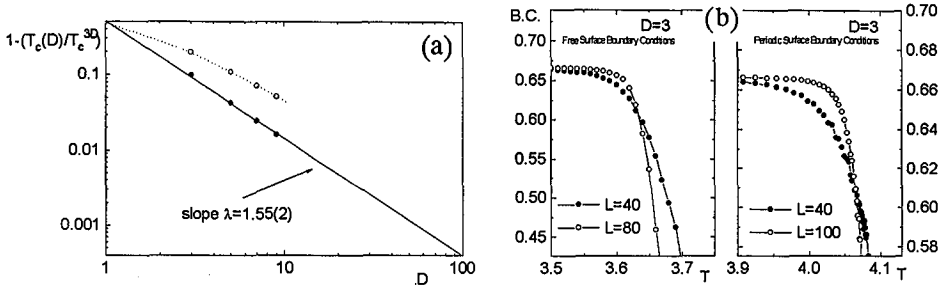 1-(T_c(D)/T_c^3D)
(a)
0.1
0.01
0.001
slope λ=1.55(2)
1
10
.D
100
B.C.
(b)
D=3
Free Surface Boundary Conditions
0.70
0.65
0.60
0.55
0.50
0.45
L=40
L=80
3.5
3.6
3.7
T
D=3
Periodic Surface Boundary Conditions
0.70
0.68
0.66
0.64
0.62
0.60
0.58
L=40
L=100
3.9
4.0
4.1
T